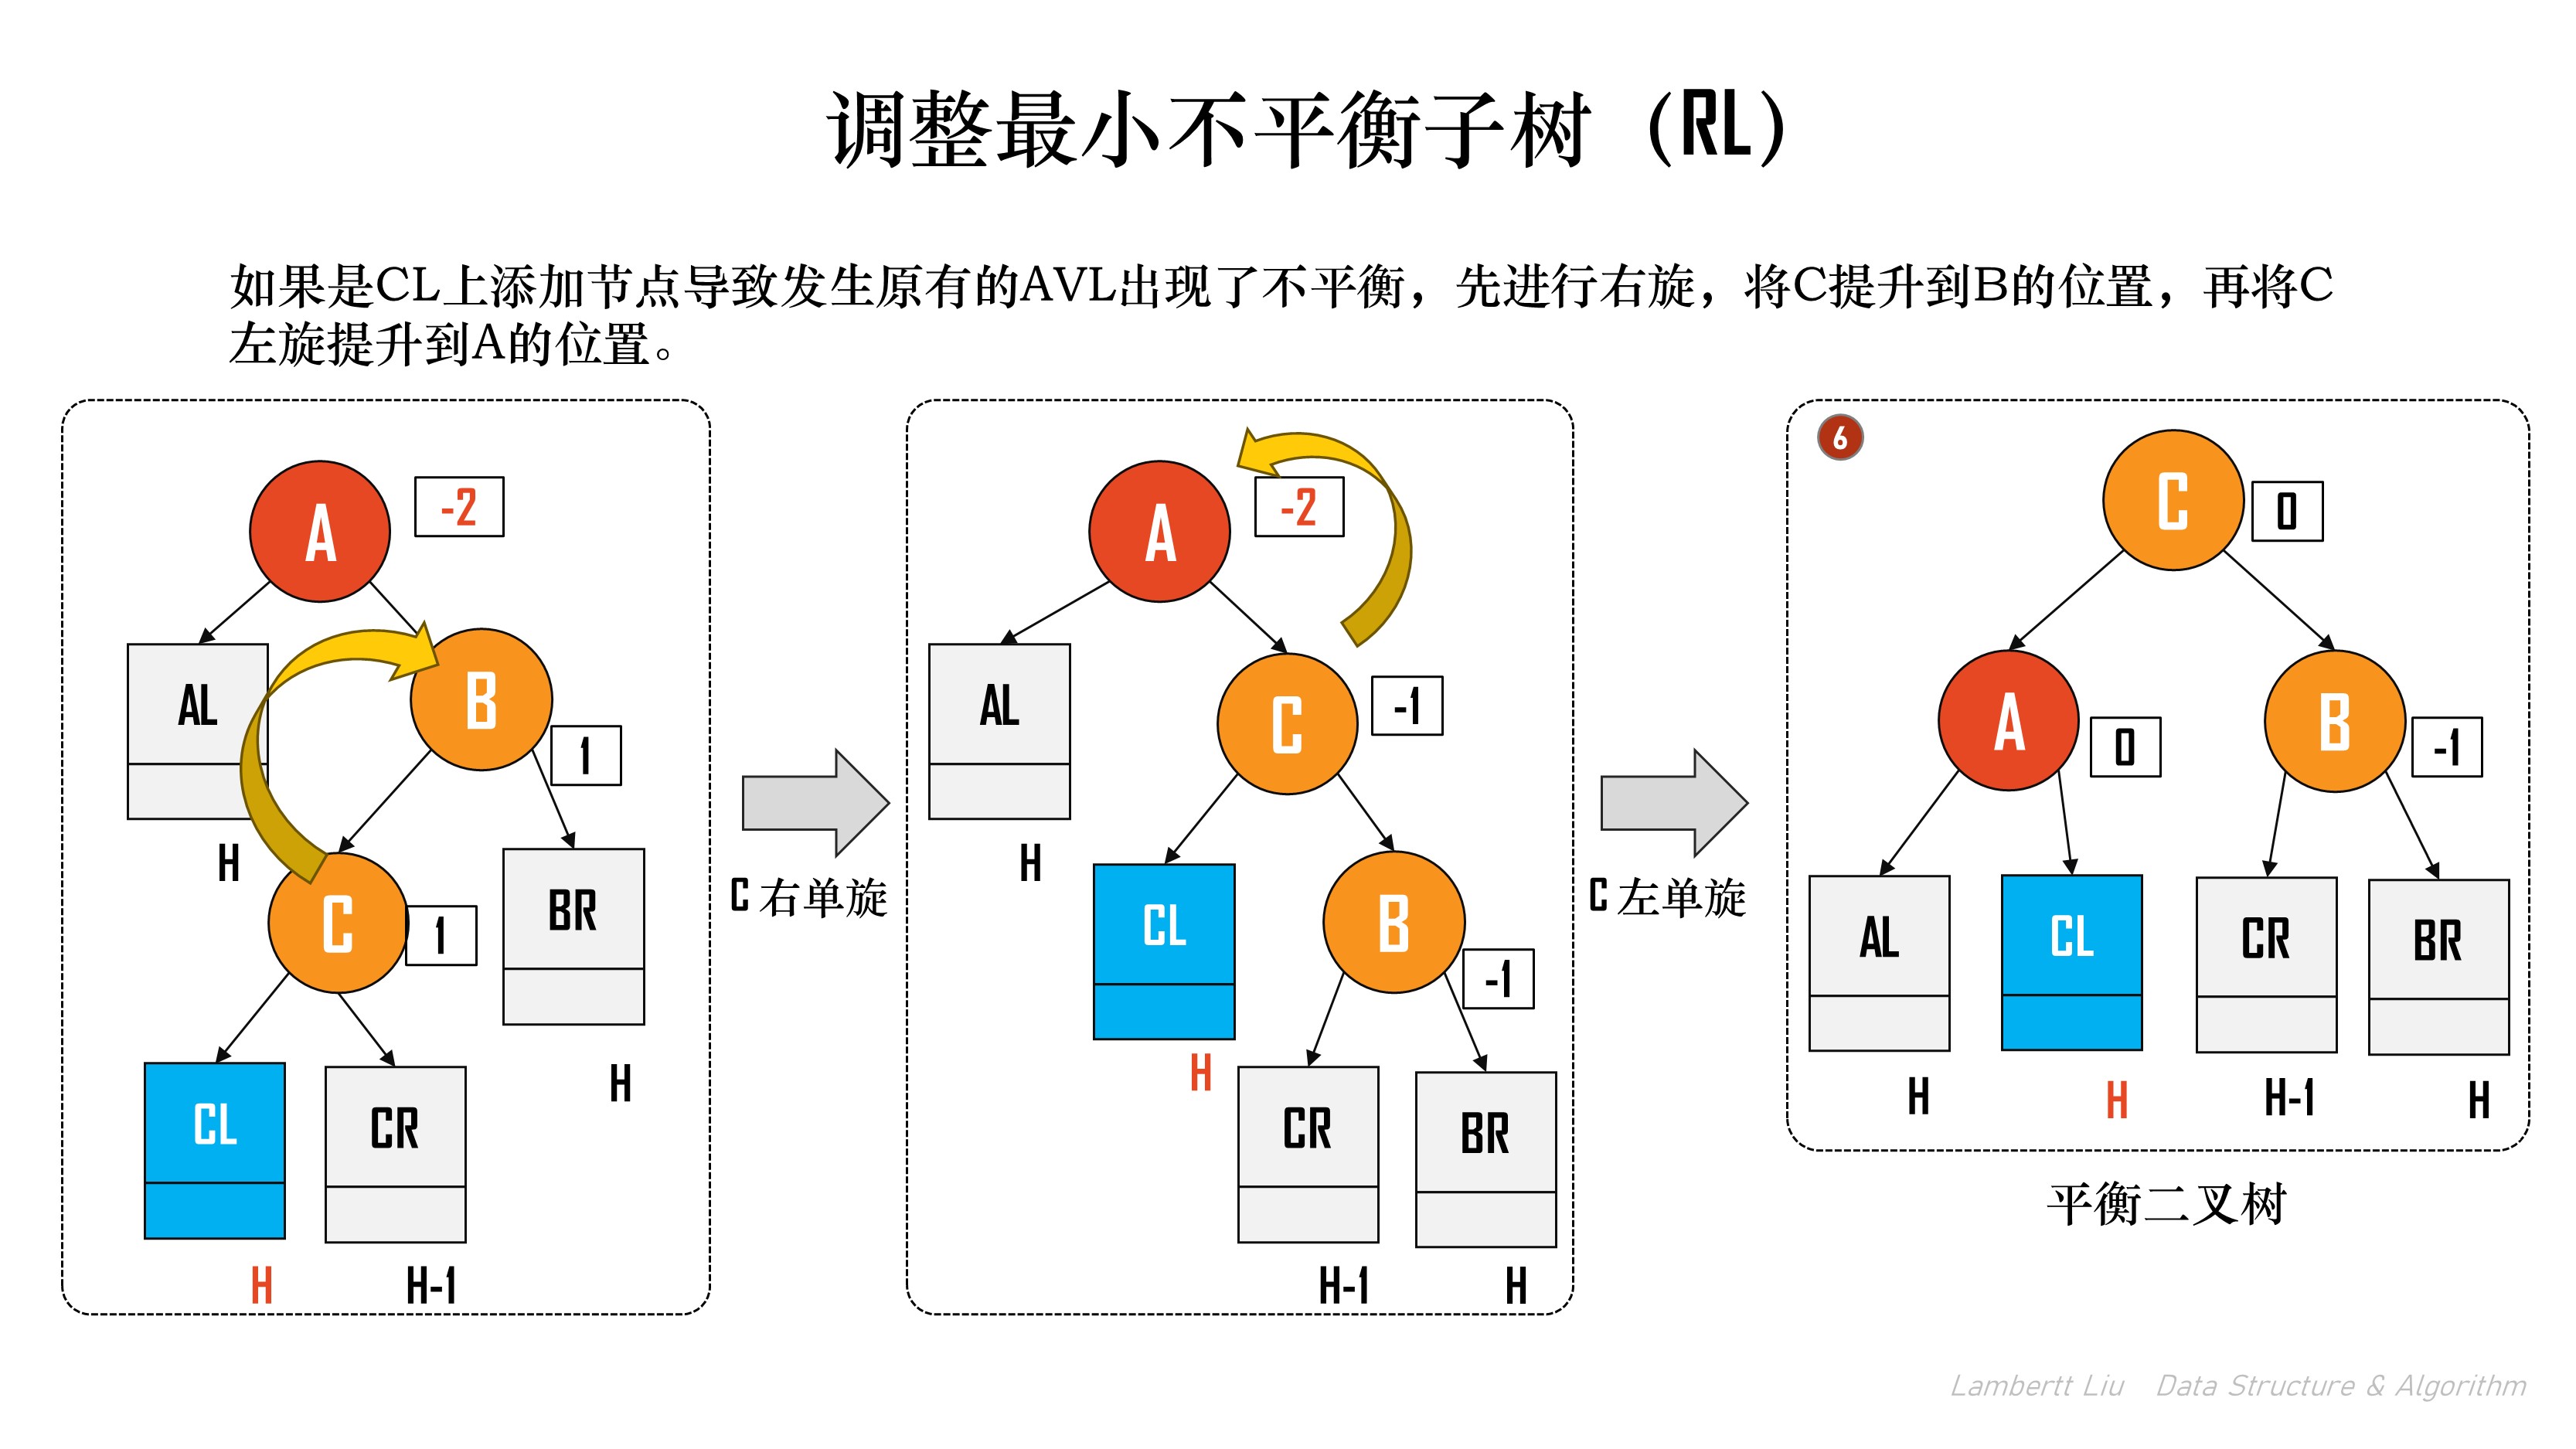 调整最小不平衡子树（RL）
如果是CL上添加节点导致发生原有的AVL出现了不平衡，先进行右旋，将C提升到B的位置，再将C
左旋提升到A的位置。
A
-2
AL
H
B
1
C
1
BR
H
CL
H
CR
H-1
C 右单旋
A
-2
AL
H
C
-1
CL
H
B
-1
CR
H-1
BR
H
C 左单旋
6
C
0
A
0
B
-1
AL
H
CL
H
CR
H-1
BR
H
平衡二叉树
Lambertt Liu Data Structure & Algorithm